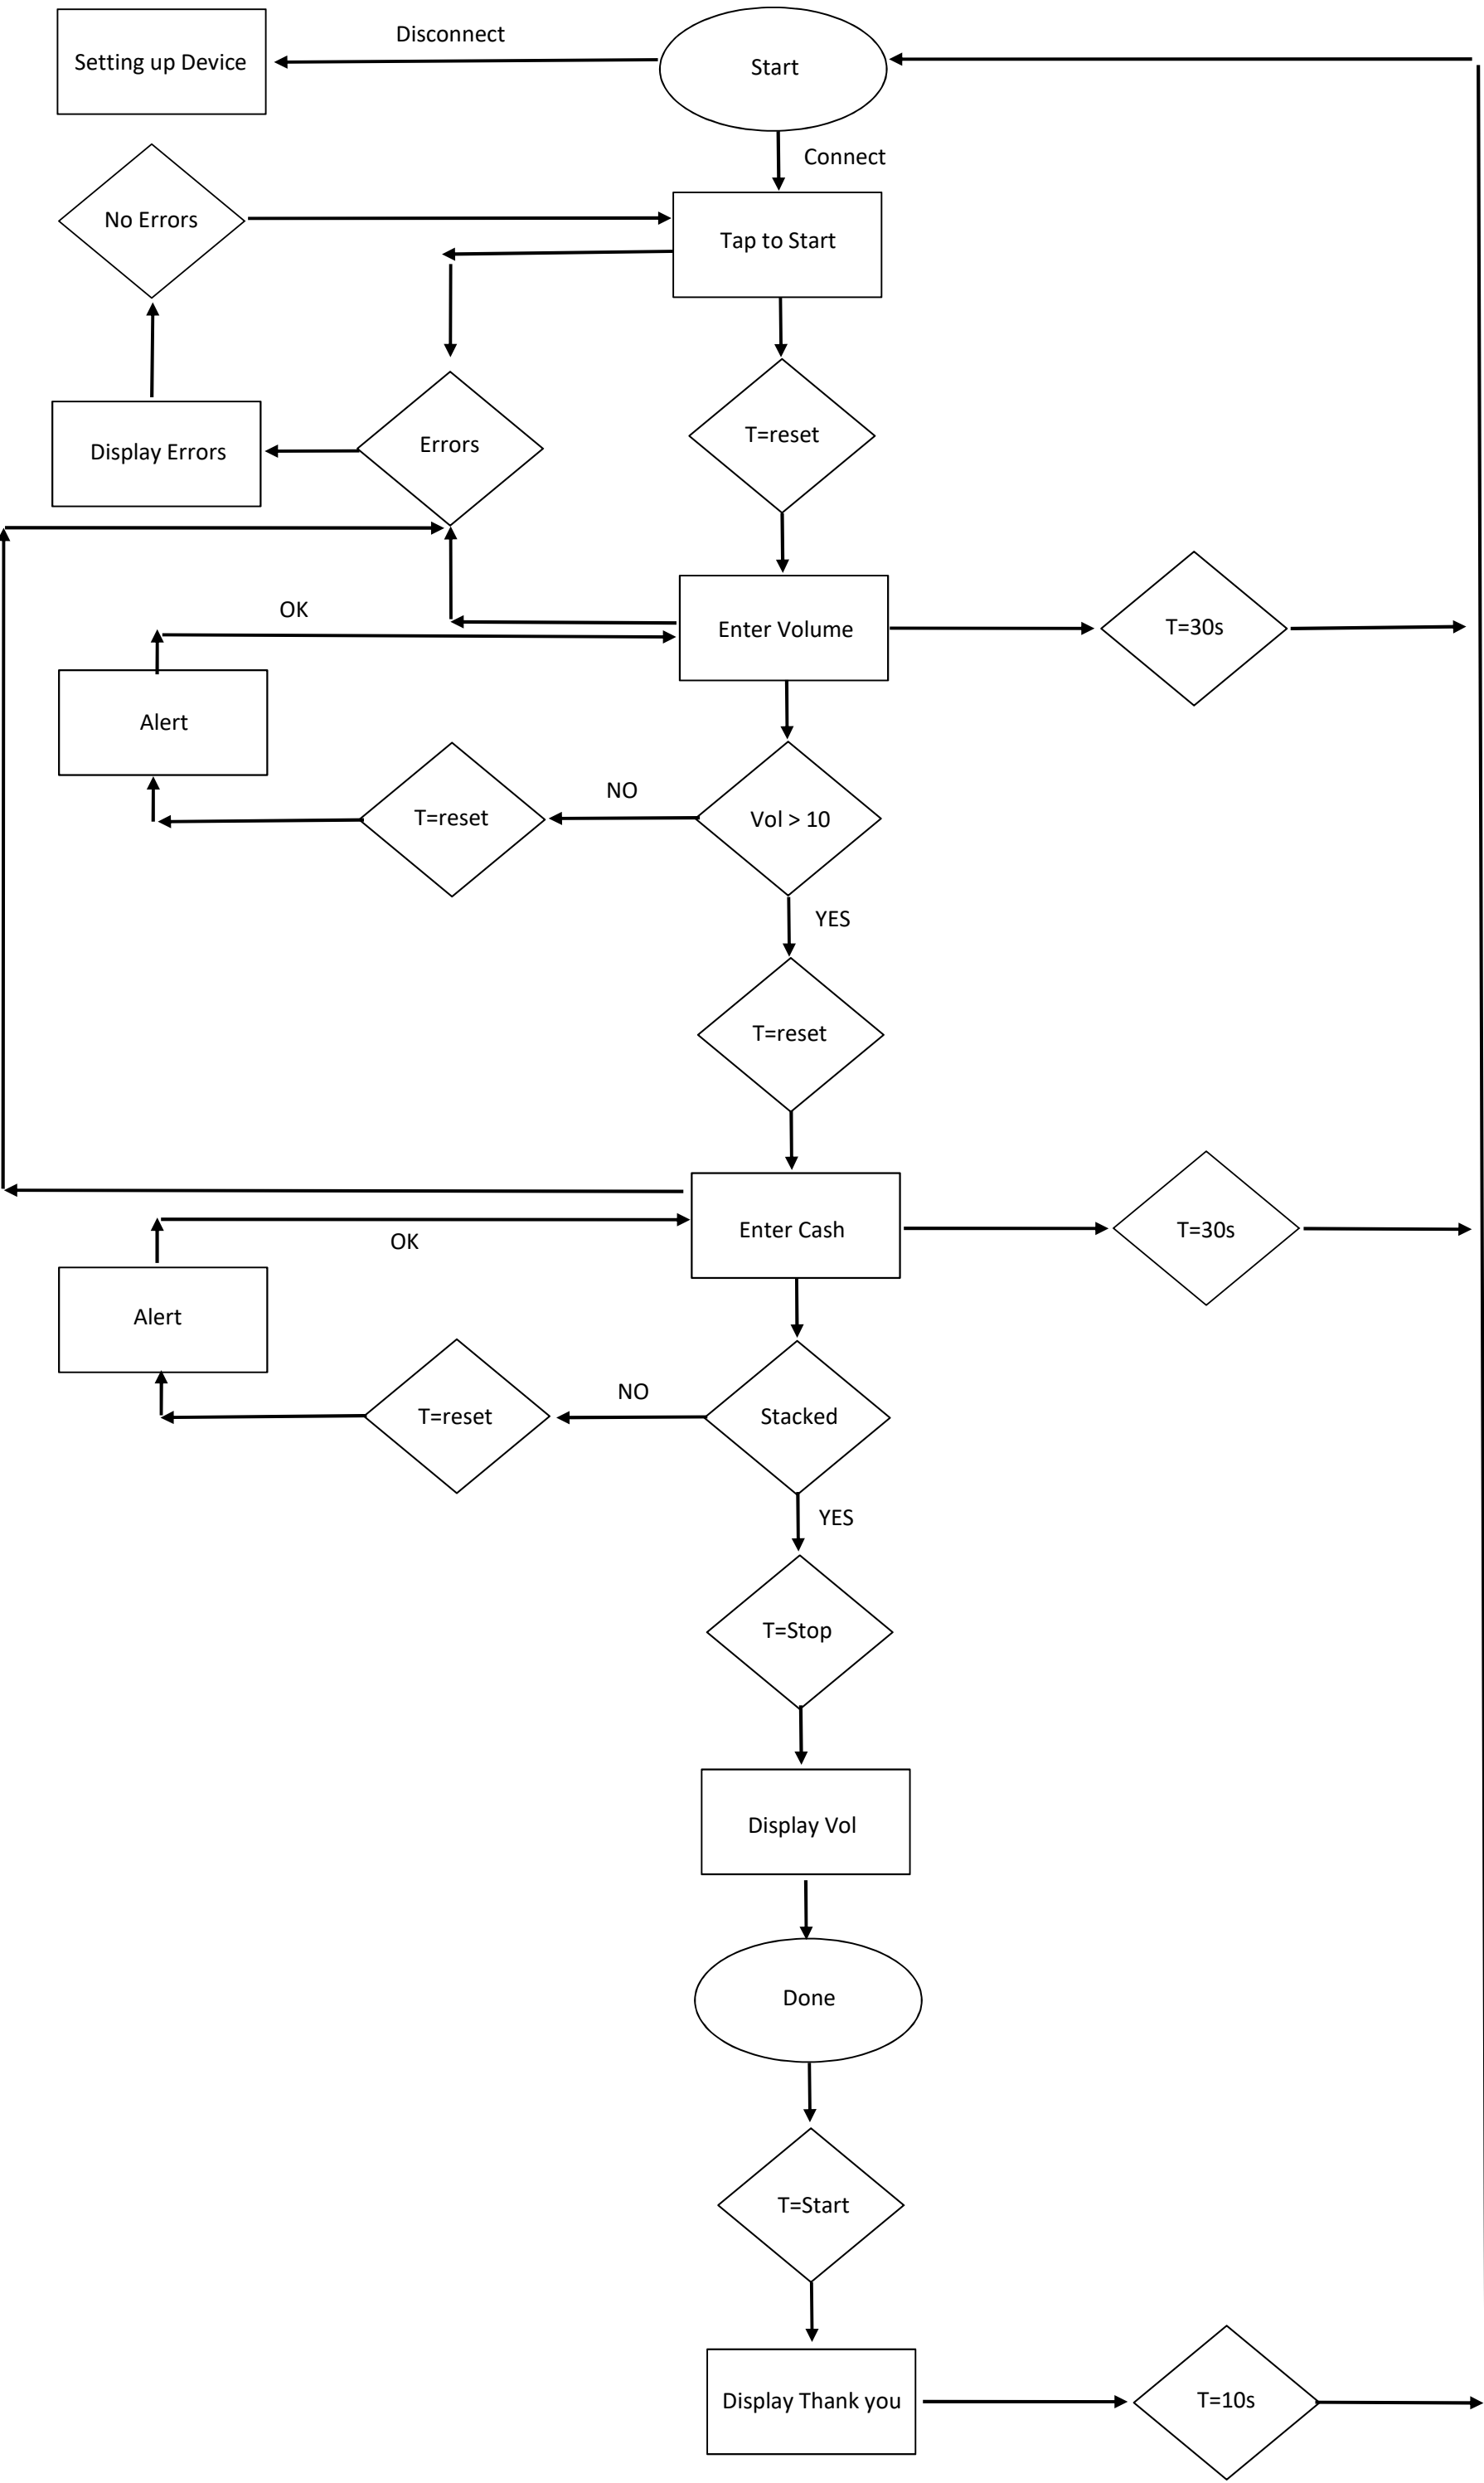 Disconnect
Setting up Device
Start
Connect
No Errors
Tap to Start
T=reset
Display Errors
Errors
OK
Enter Volume
T=30s
Alert
NO
T=reset
Vol > 10
YES
T=reset
Enter Cash
T=30s
OK
Alert
NO
T=reset
Stacked
YES
T=Stop
Display Vol
Done
T=Start
Display Thank you
T=10s